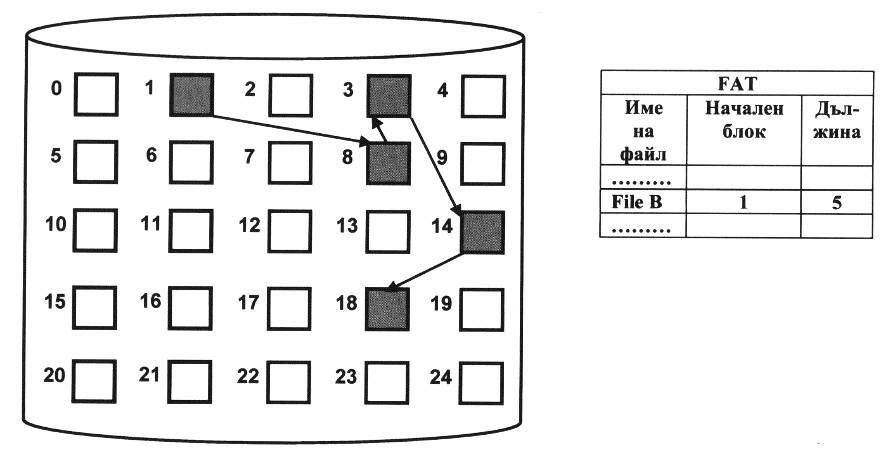 0 1 2 3 4
5 6 7 8 9
10 11 12 13 14
15 16 17 18 19
20 21 22 23 24
FAT
Име на файл Начален блок Дъл-жина
.........
File B 1 5
.........